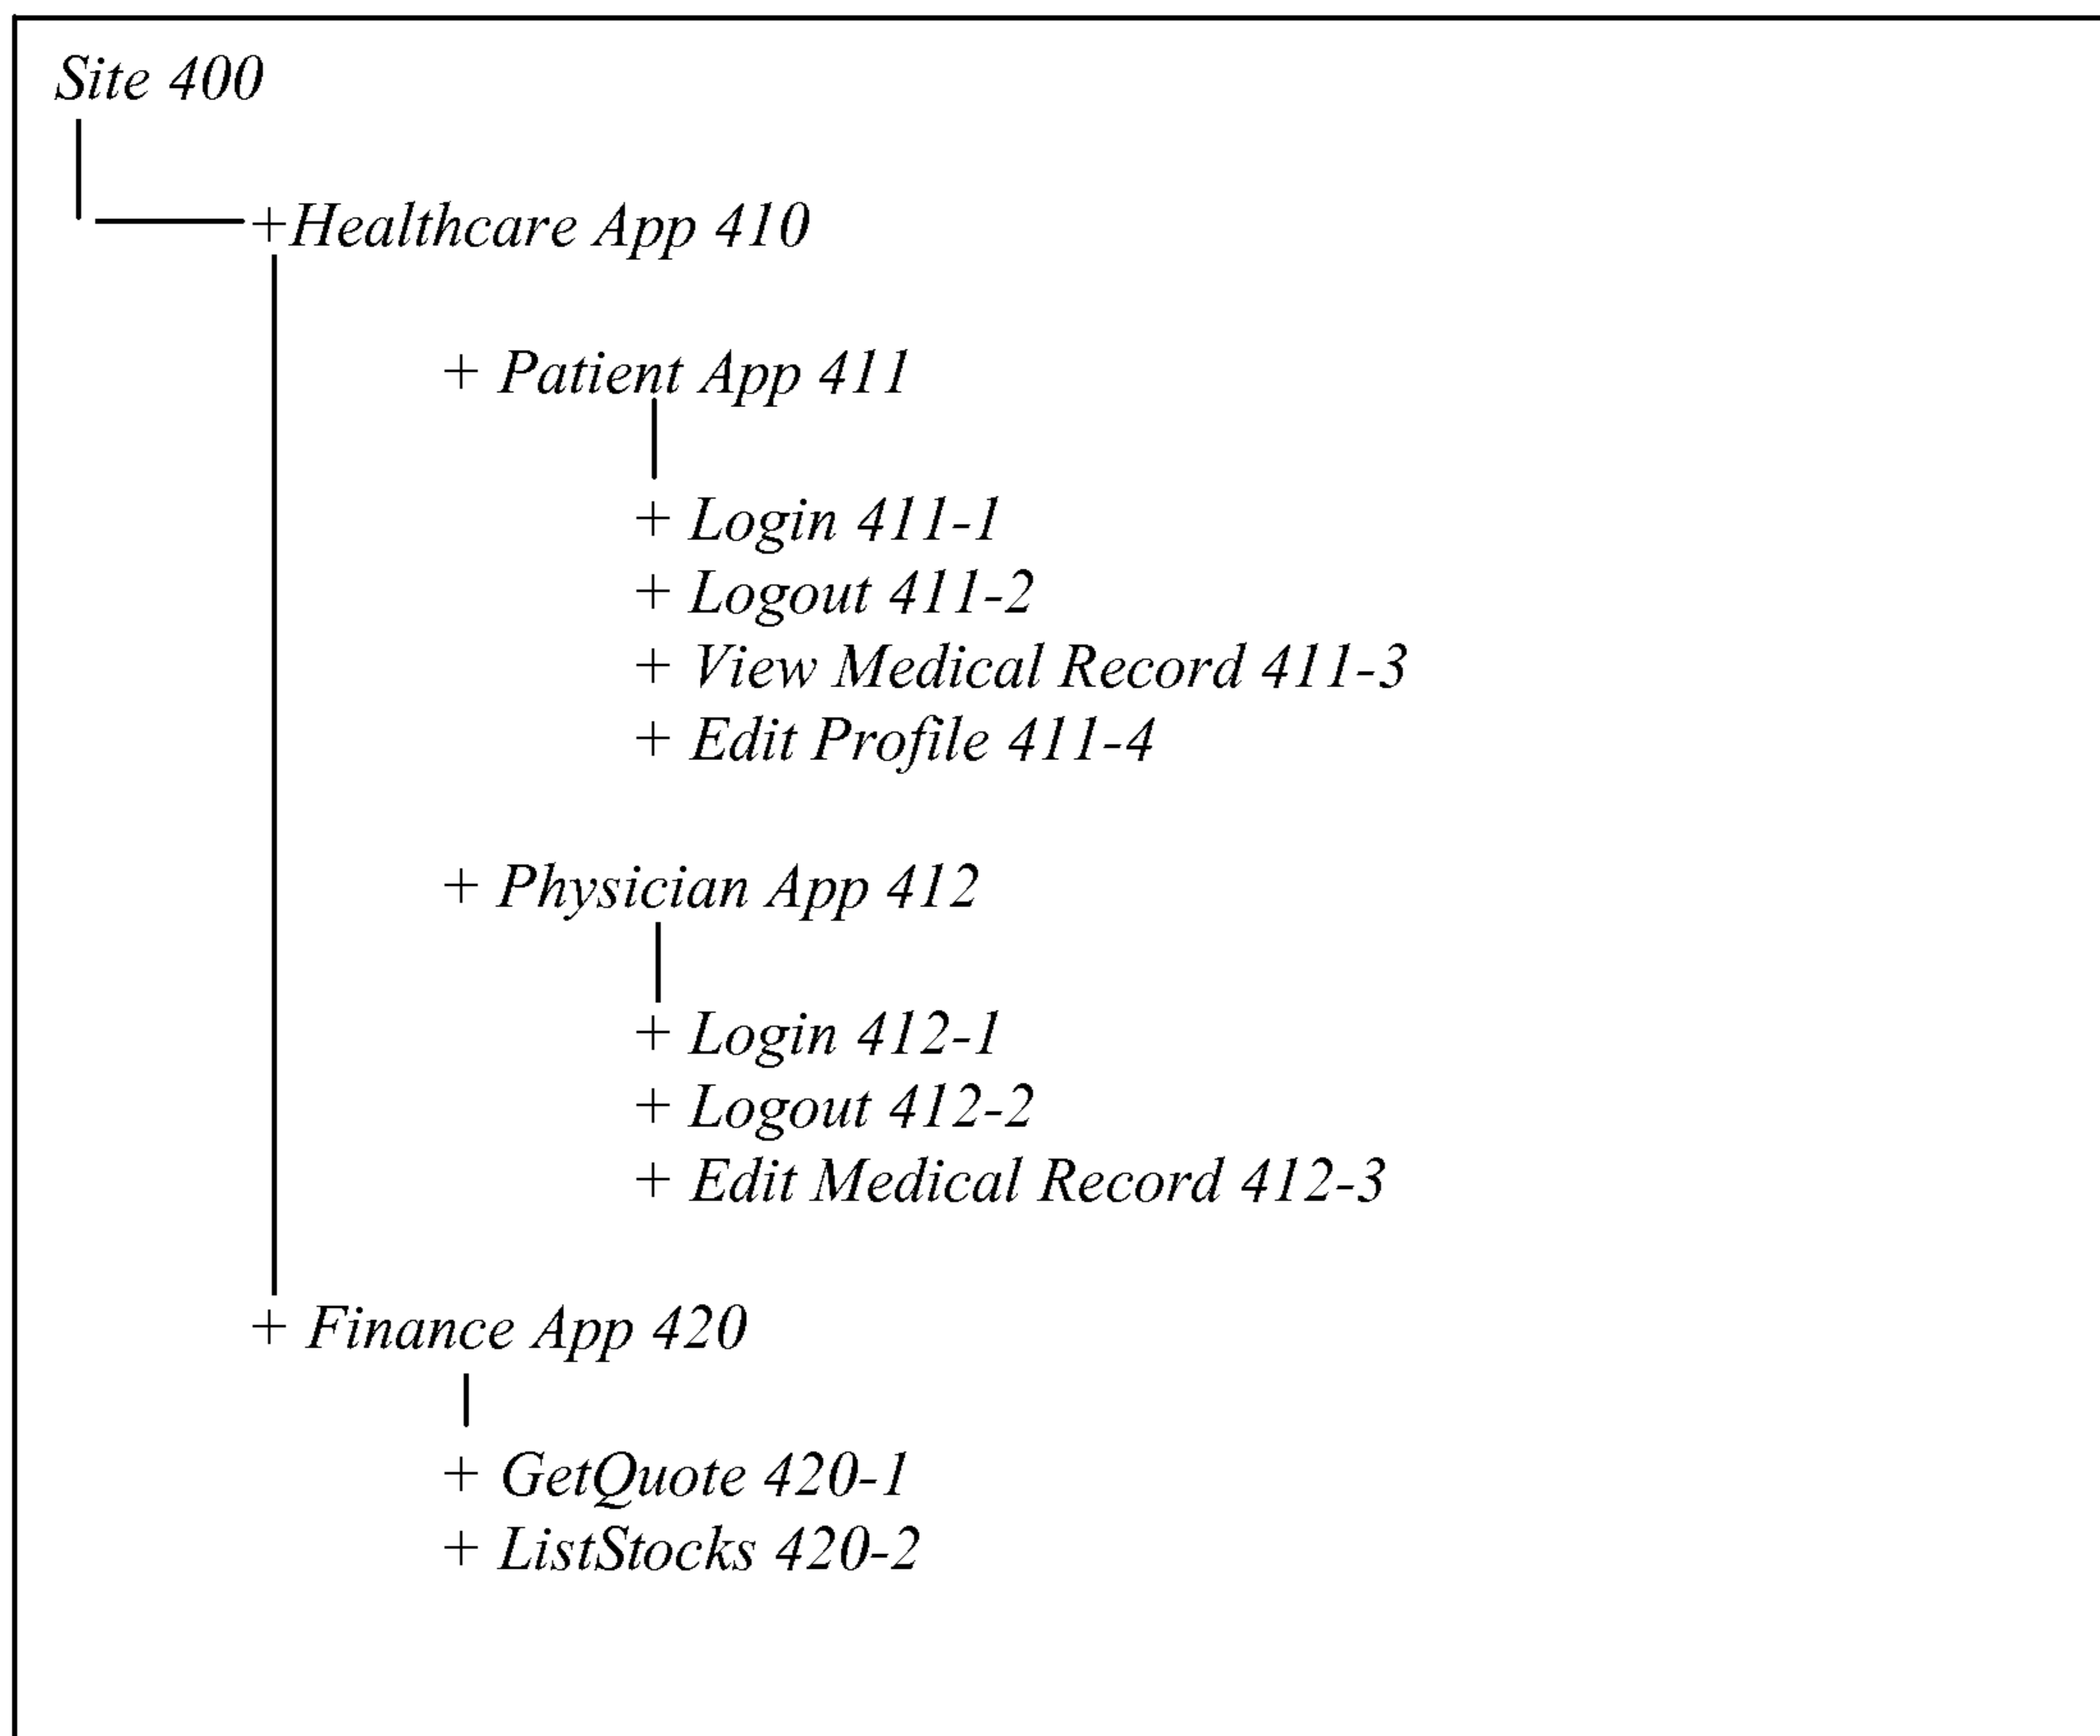 Site 400
+Healthcare App 410
+ Patient App 411
+ Login 411-1
+ Logout 411-2
+ View Medical Record 411-3
+ Edit Profile 411-4
+ Physician App 412
+ Login 412-1
+ Logout 412-2
+ Edit Medical Record 412-3
+ Finance App 420
+ GetQuote 420-1
+ ListStocks 420-2